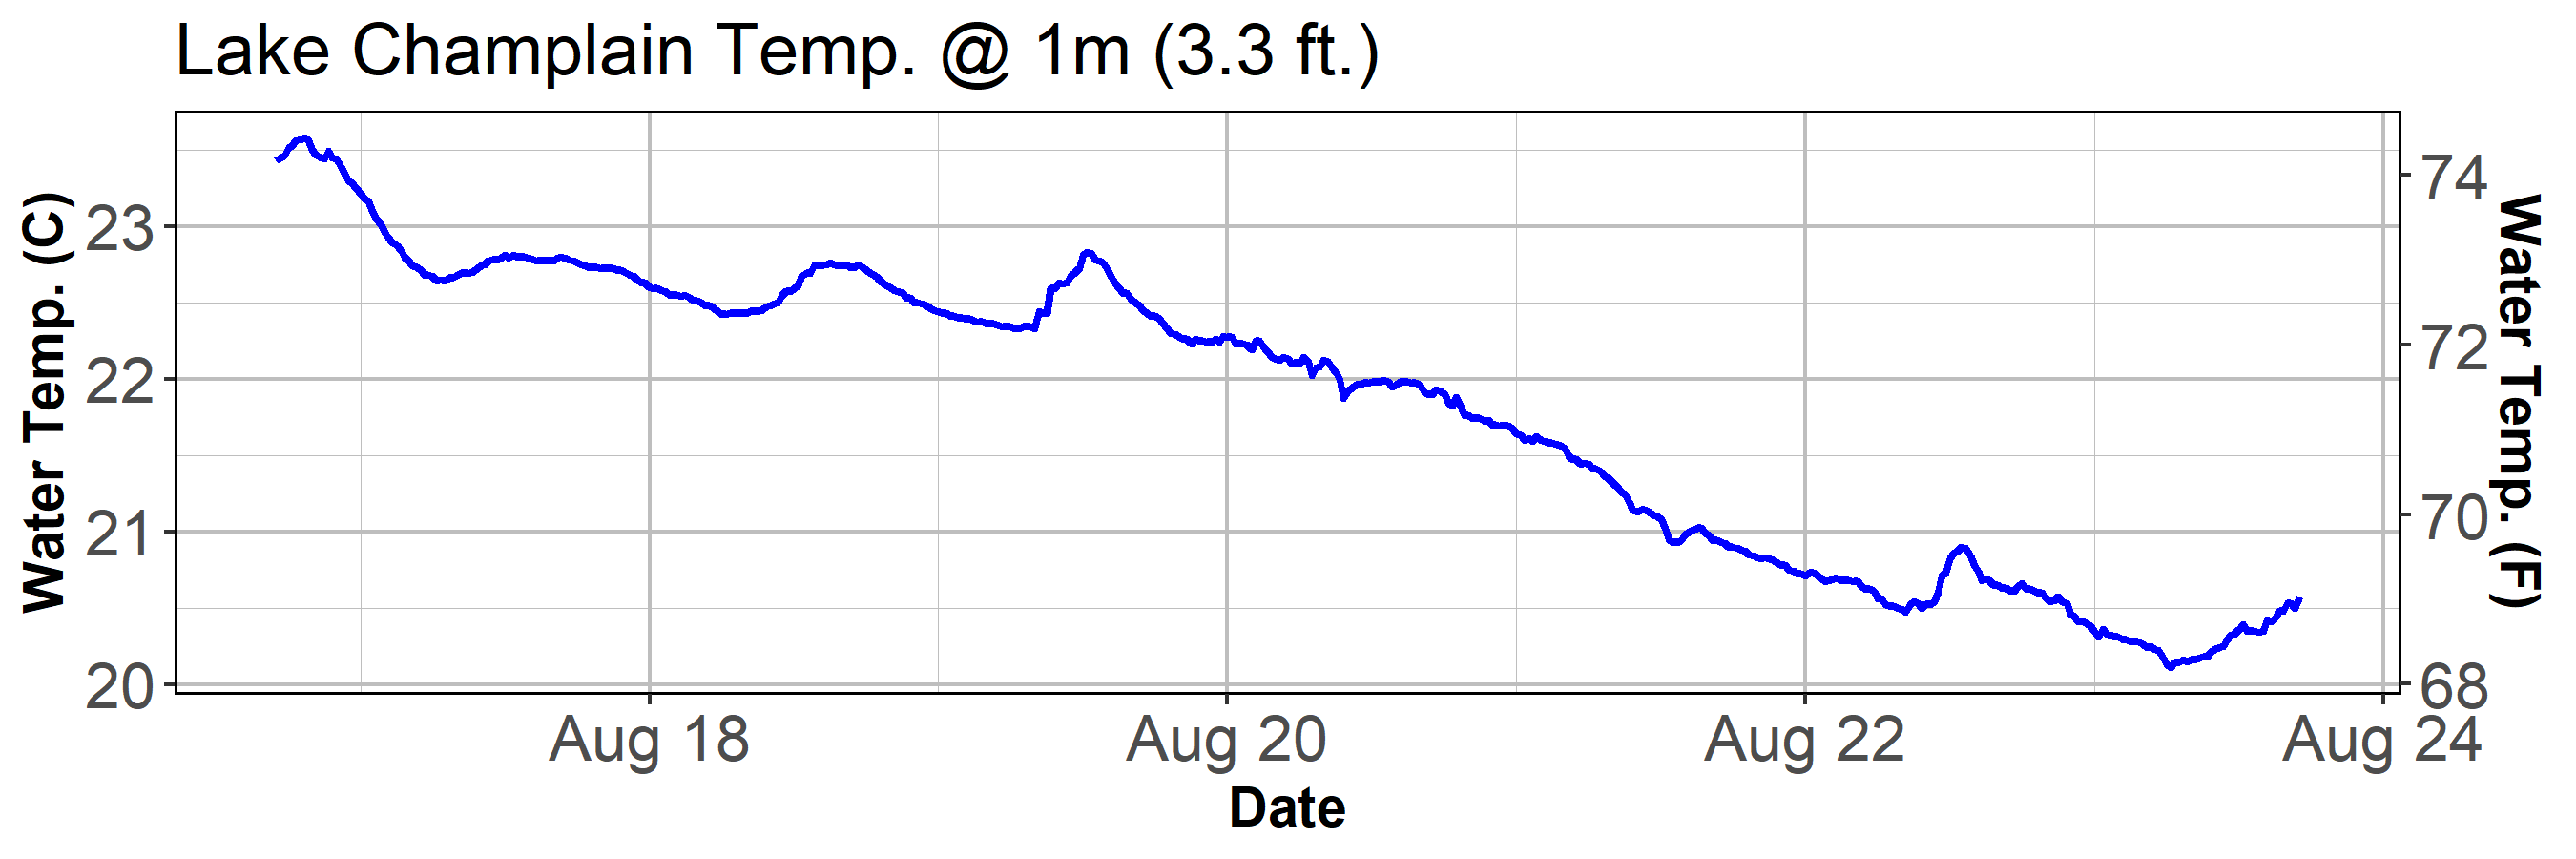 Lake Champlain Temp. @ 1m (3.3 ft.)
Water Temp. (C)
23
22
21
20
74
72
70
68
Water Temp. (F)
Aug 18
Aug 20
Aug 22
Aug 24
Date